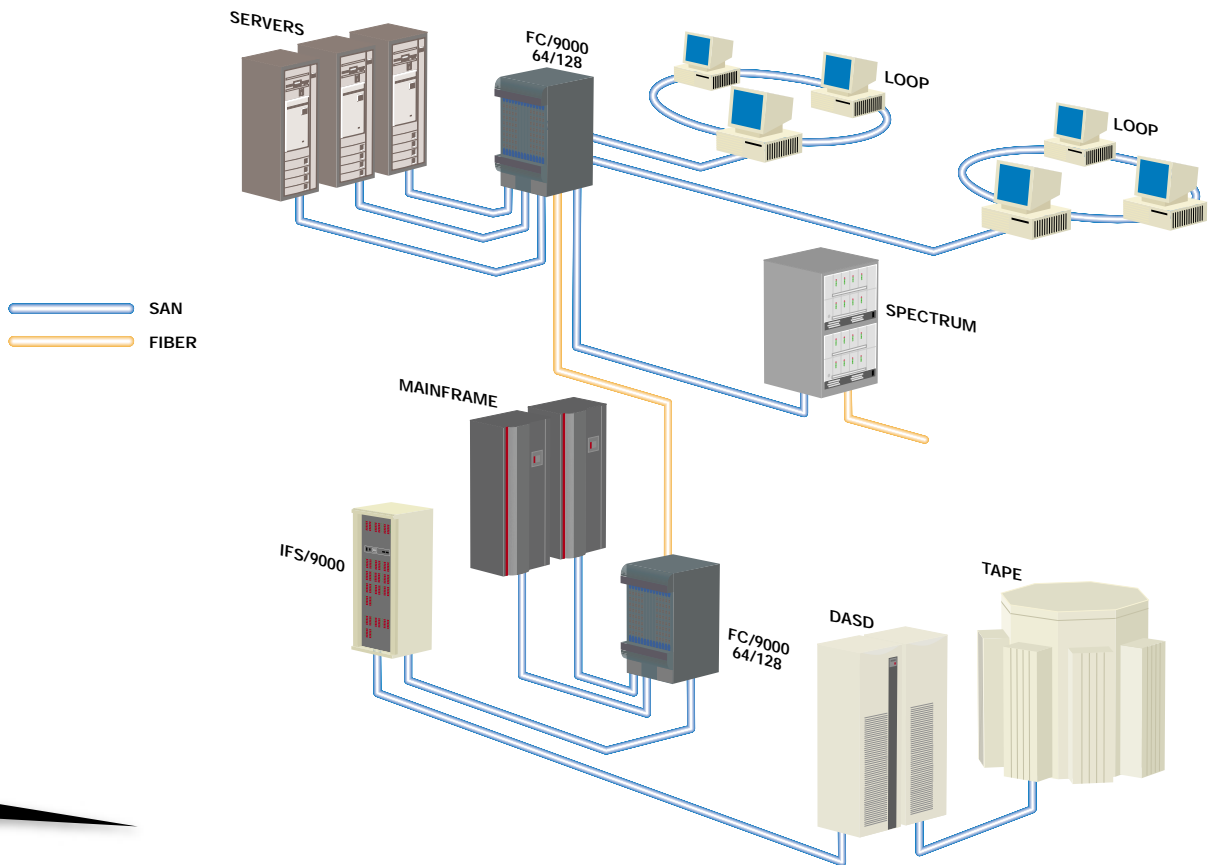 SERVERS
FC/9000
64/128
LOOP
LOOP
SAN
FIBER
SPECTRUM
MAINFRAME
IFS/9000
FC/9000
64/128
DASD
TAPE